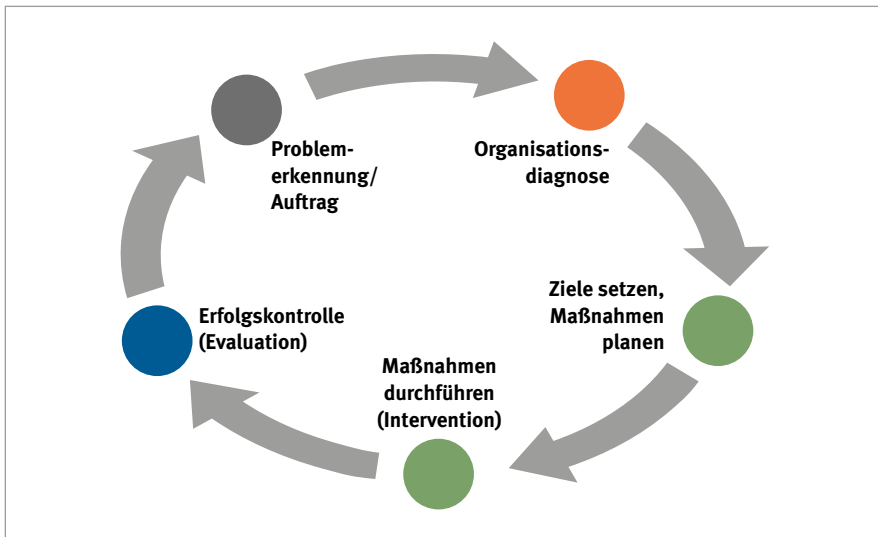 Problem-
erkennung/
Auftrag
Organisations-
diagnose
Ziele setzen,
Maßnahmen
planen
Maßnahmen
durchführen
(Intervention)
Erfolgskontrolle
(Evaluation)